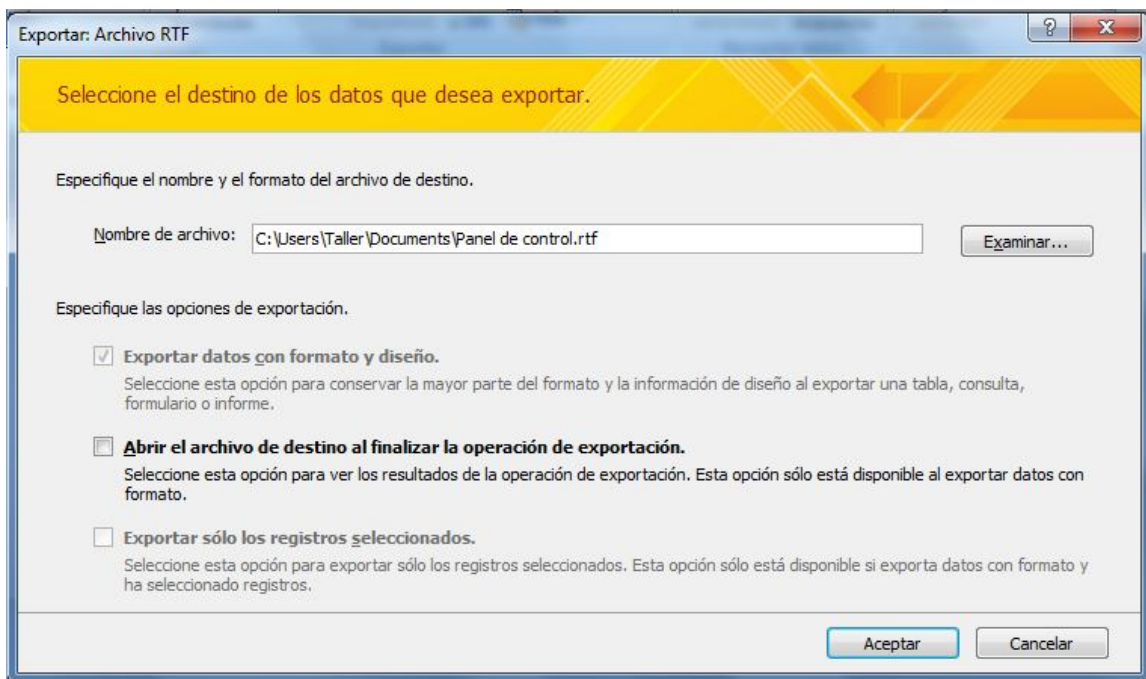 Exportar: Archivo RTF
Seleccione el destino de los datos que desea exportar.
Especifique el nombre y el formato del archivo de destino.
Nombre de archivo: C:\Users\Taller\Documents\Panel de control.rtf Examinar...
Especifique las opciones de exportación.
Exportar datos con formato y diseño.
Seleccione esta opción para conservar la mayor parte del formato y la información de diseño al exportar una tabla, consulta,
formulario o informe.
Abrir el archivo de destino al finalizar la operación de exportación.
Seleccione esta opción para ver los resultados de la operación de exportación. Esta opción sólo está disponible al exportar datos con
formato.
Exportar sólo los registros seleccionados.
Seleccione esta opción para exportar sólo los registros seleccionados. Esta opción sólo está disponible si exporta datos con formato y
ha seleccionado registros.
Aceptar Cancelar